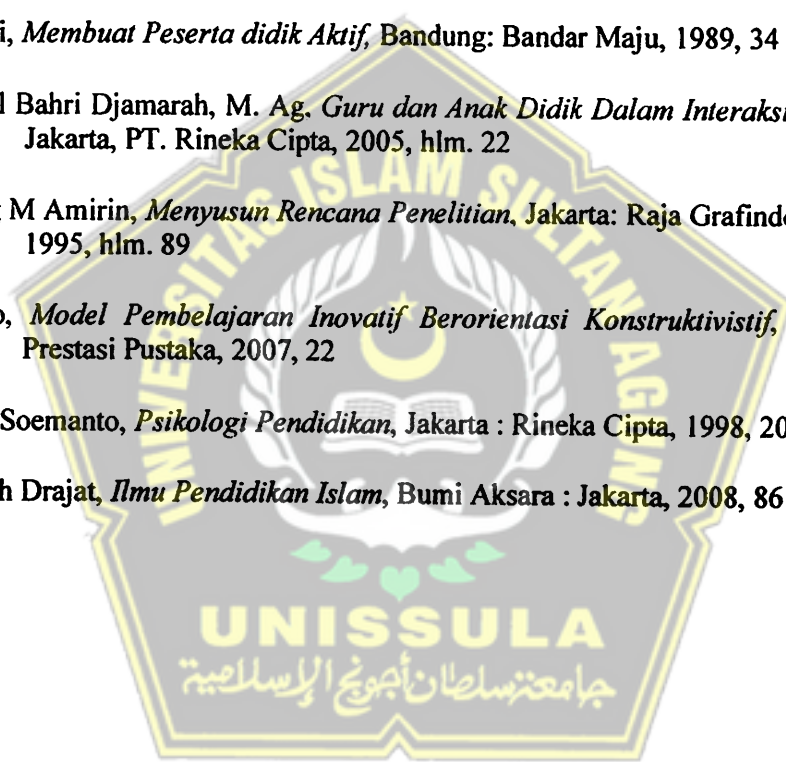 i, Membuat Peserta didik Aktif, Bandung: Bandar Maju, 1989, 34
l Bahri Djamarah, M. Ag. Guru dan Anak Didik Dalam Interaksi
Jakarta, PT. Rineka Cipta, 2005, hlm. 22
M Amirin, Menyusun Rencana Penelitian, Jakarta: Raja Grafindo
1995, hlm. 89
o, Model Pembelajaran Inovatif Berorientasi Konstruktivistif,
Prestasi Pustaka, 2007, 22
Soemanto, Psikologi Pendidikan, Jakarta : Rineka Cipta, 1998, 20
h Drajat, Ilmu Pendidikan Islam, Bumi Aksara : Jakarta, 2008, 86
UNIVERSITAS ISLAM SULTAN AGUNG
UNISSULA
جامعة سلطان أجونج الإسلامية